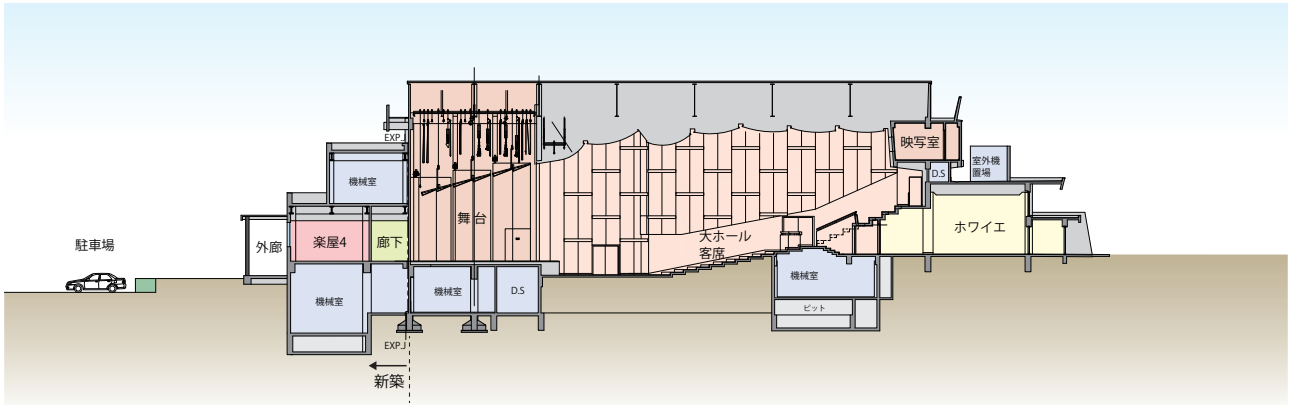 EXP.J
映写室
室外機
置場
機械室
D.S
舞 台
駐車場
外廊
楽屋4
廊下
大ホール
客席
ホワイエ
機械室
機械室
D.S
機械室
ピット
EXP.J
新築